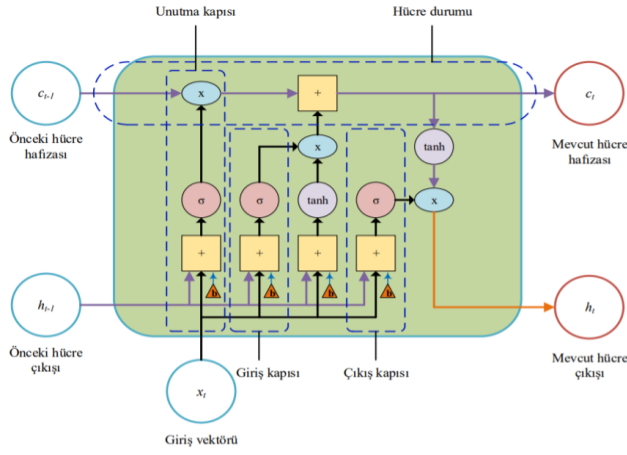 Unutma kapısı
Hücre durumu
c_{t-1}
x
+
c_t
Önceki hücre
hafızası
tanh
Mevcut hücre
hafızası
x
σ
σ
tanh
σ
x
+
+
+
+
b
b
b
b
h_{t-1}
h_t
Önceki hücre
çıkışı
Giriş kapısı
Çıkış kapısı
Mevcut hücre
çıkışı
x_t
Giriş vektörü